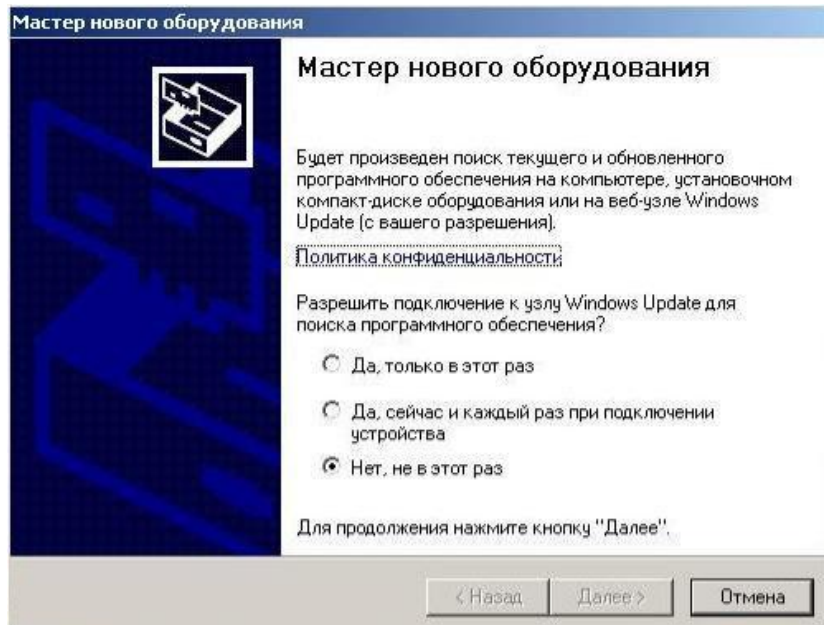 Мастер нового оборудования
Мастер нового оборудования
Будет произведен поиск текущего и обновленного
программного обеспечения на компьютере, установочном
компакт-диске оборудования или на веб-узле Windows
Update (с вашего разрешения).
Политика конфиденциальности
Разрешить подключение к узлу Windows Update для
поиска программного обеспечения?
Да, только в этот раз
Да, сейчас и каждый раз при подключении
устройства
Нет, не в этот раз
Для продолжения нажмите кнопку "Далее".
< Назад Далее > Отмена